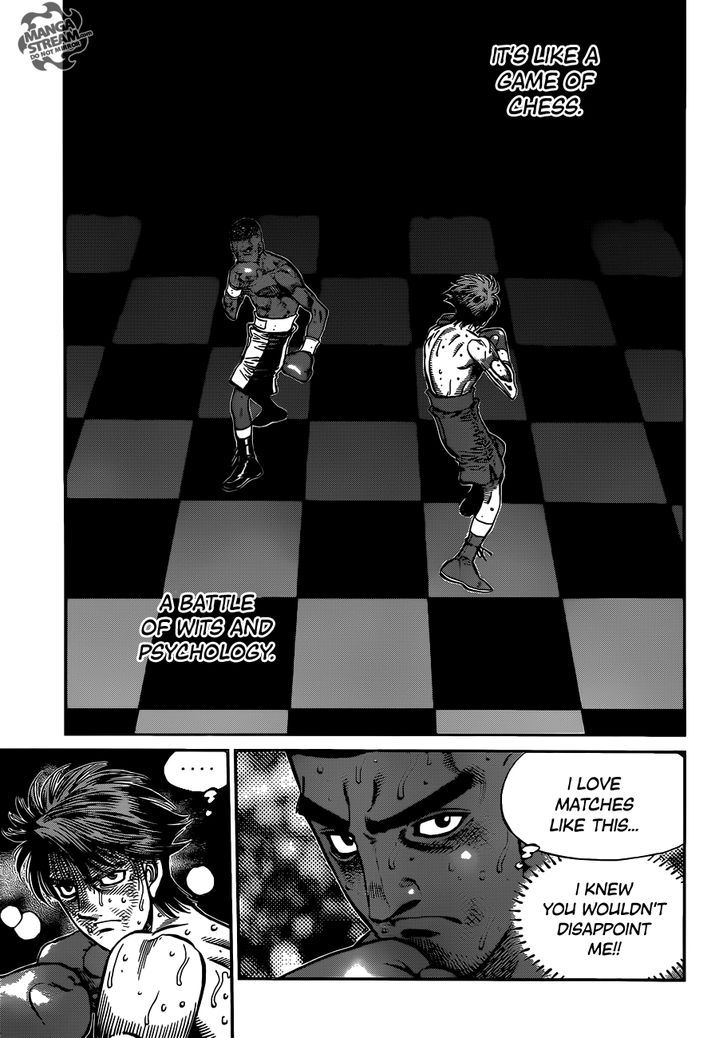 MANGA
STREAM.com
DO NOT MIRROR
IT'S LIKE A
GAME OF
CHESS.
A BATTLE
OF WITS AND
PSYCHOLOGY.
I LOVE
MATCHES
LIKE THIS...
I KNEW
YOU WOULDN'T
DISAPPOINT
ME!!
....